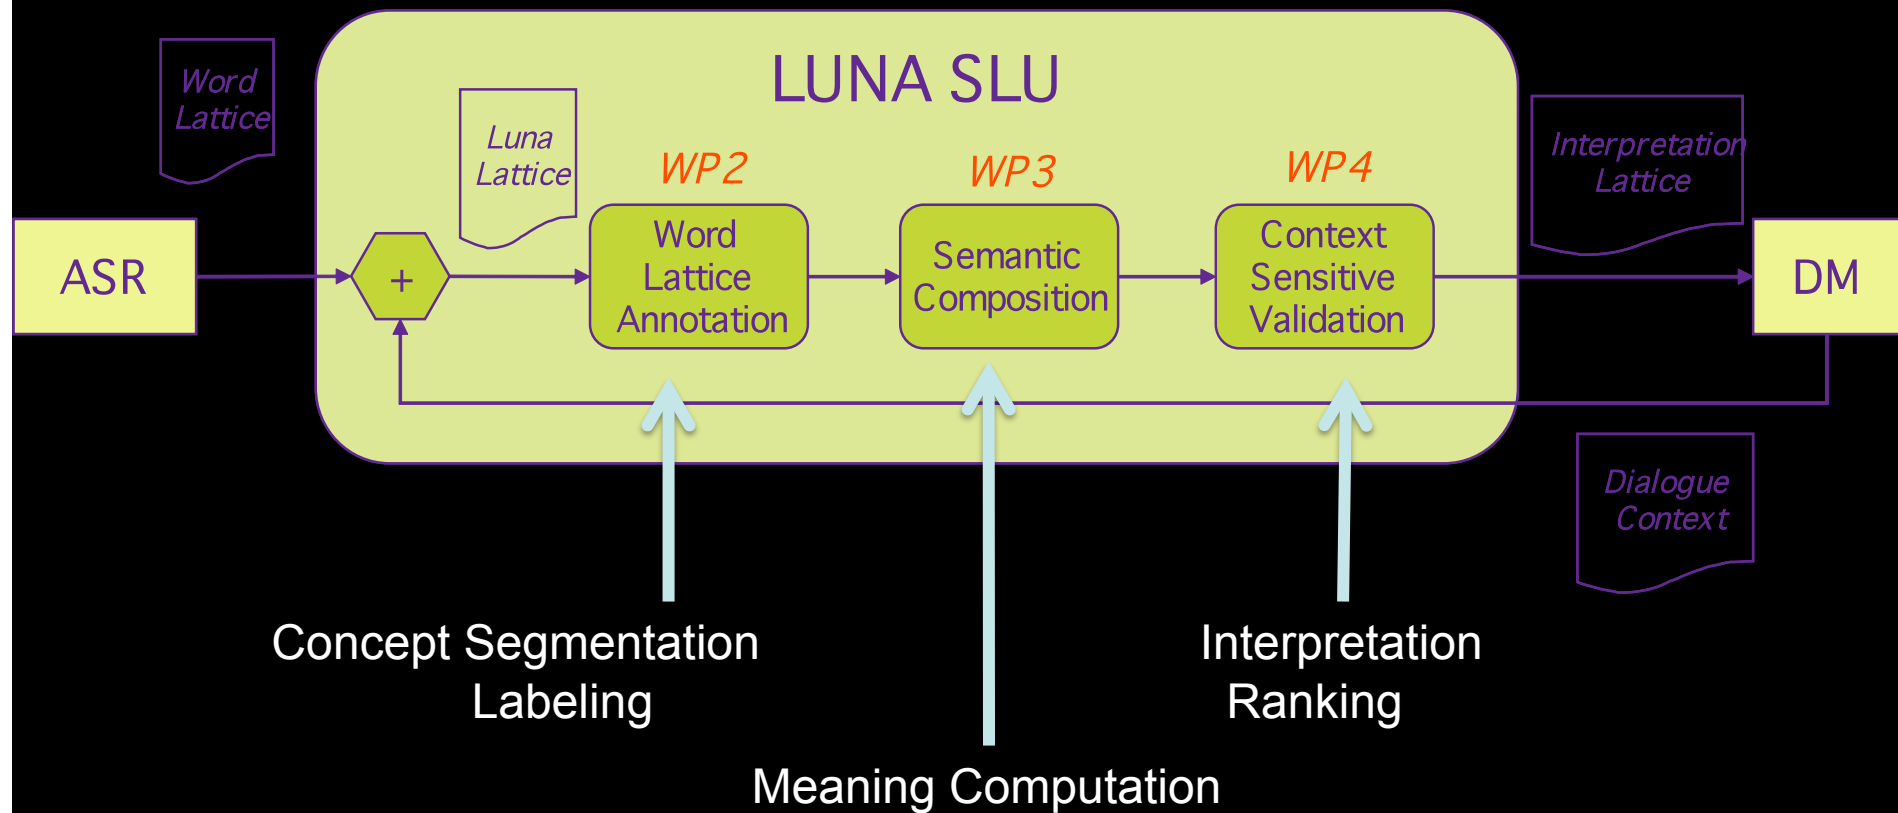 LUNA SLU
Word
Lattice
Luna
Lattice
WP2
WP3
WP4
Interpretation
Lattice
ASR
+
Word
Lattice
Annotation
Semantic
Composition
Context
Sensitive
Validation
DM
Dialogue
Context
Concept Segmentation
Labeling
Interpretation
Ranking
Meaning Computation